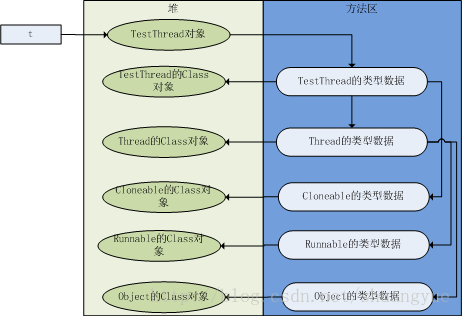 堆
方法区
t
TestThread对象
TestThread的Class
对象
TestThread的类型数据
Thread的Class对象
Thread的类型数据
Cloneable的Class对
象
Cloneable的类型数据
Runnable的Class对
象
Runnable的类型数据
Object的Class对象
Object的类型数据